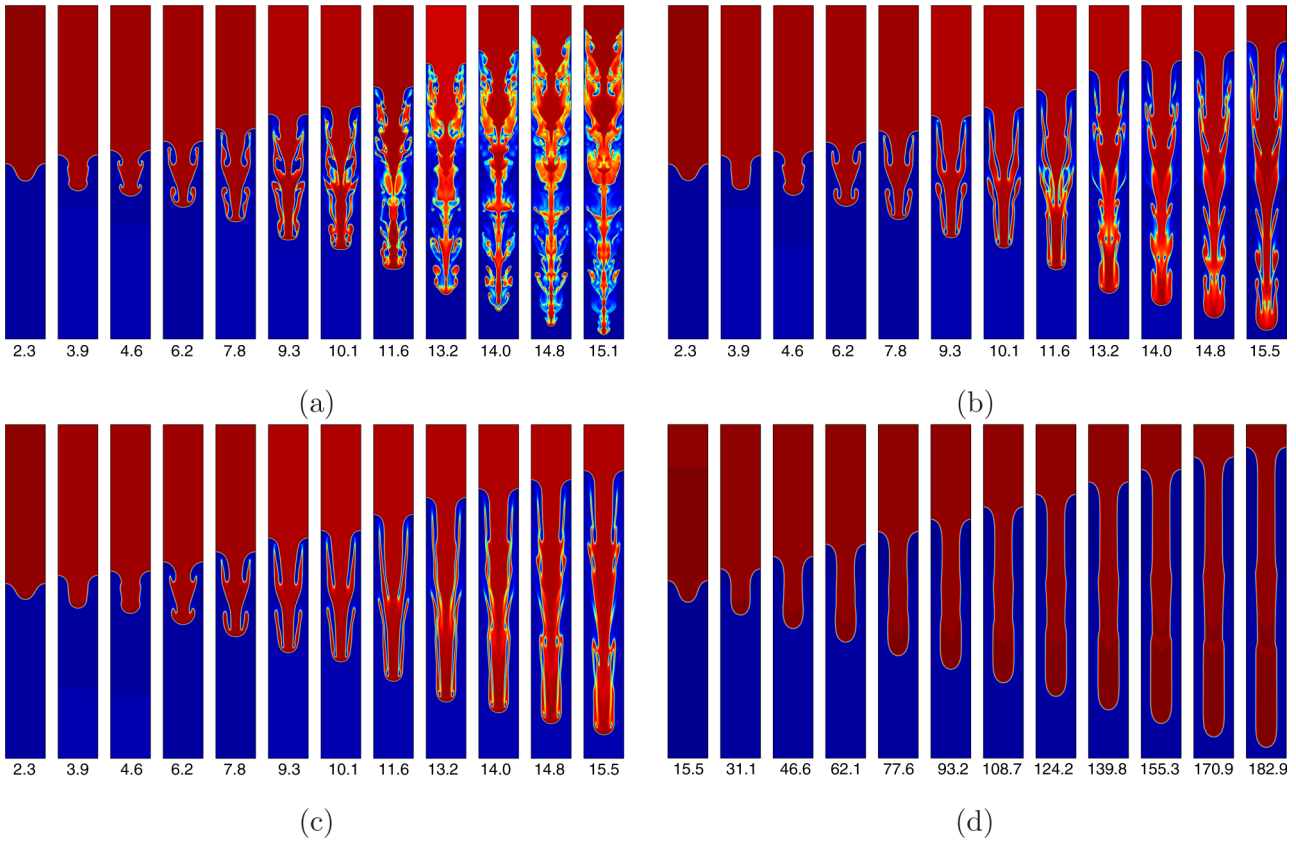 2.3 3.9 4.6 6.2 7.8 9.3 10.1 11.6 13.2 14.0 14.8 15.1
(a)
2.3 3.9 4.6 6.2 7.8 9.3 10.1 11.6 13.2 14.0 14.8 15.5
(b)
2.3 3.9 4.6 6.2 7.8 9.3 10.1 11.6 13.2 14.0 14.8 15.5
(c)
15.5 31.1 46.6 62.1 77.6 93.2 108.7 124.2 139.8 155.3 170.9 182.9
(d)